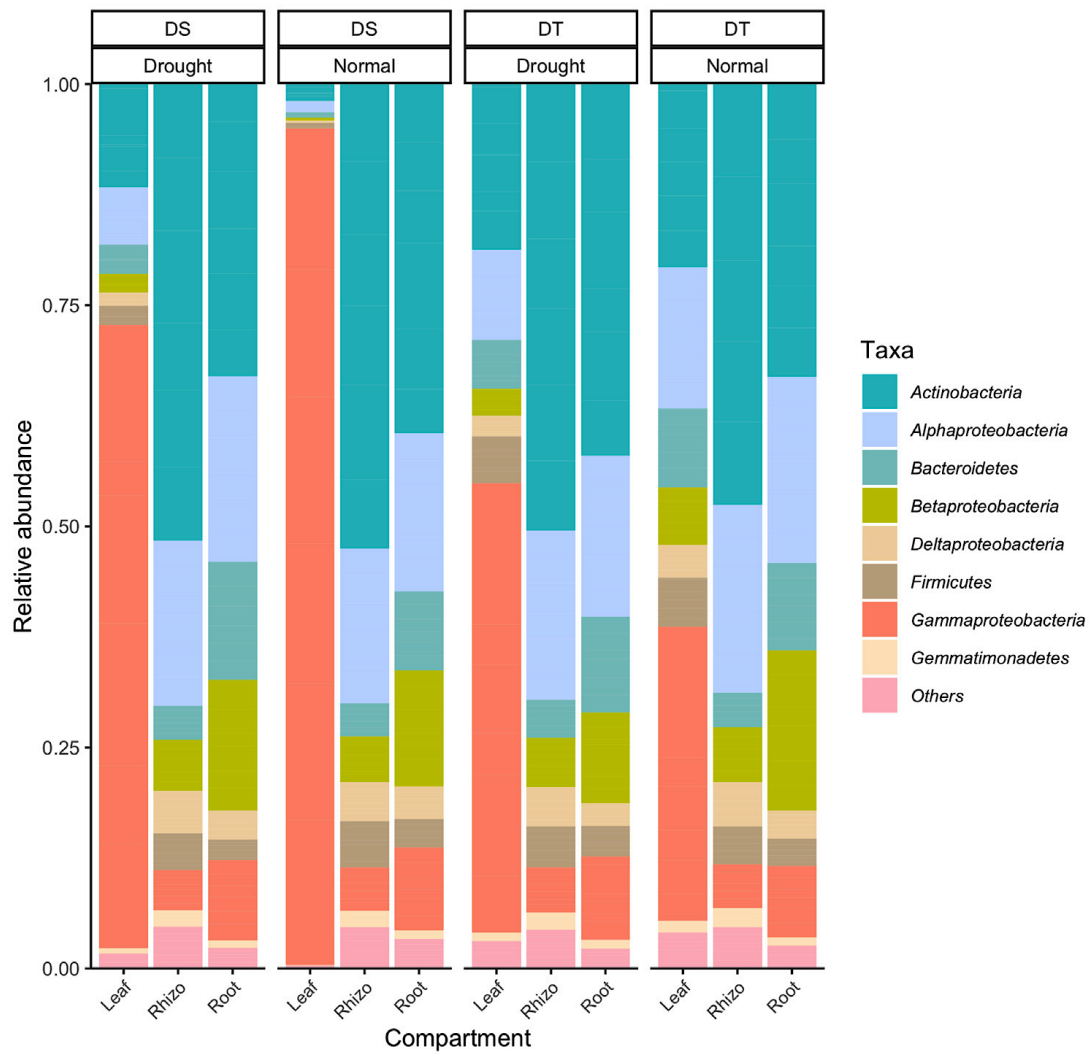 DS
DS
DT
DT
Drought
Normal
Drought
Normal
1.00
0.75
0.50
0.25
0.00
Relative abundance
Leaf
Rhizo
Root
Leaf
Rhizo
Root
Leaf
Rhizo
Root
Leaf
Rhizo
Root
Compartment
Taxa
Actinobacteria
Alphaproteobacteria
Bacteroidetes
Betaproteobacteria
Deltaproteobacteria
Firmicutes
Gammaproteobacteria
Gemmatimonadetes
Others